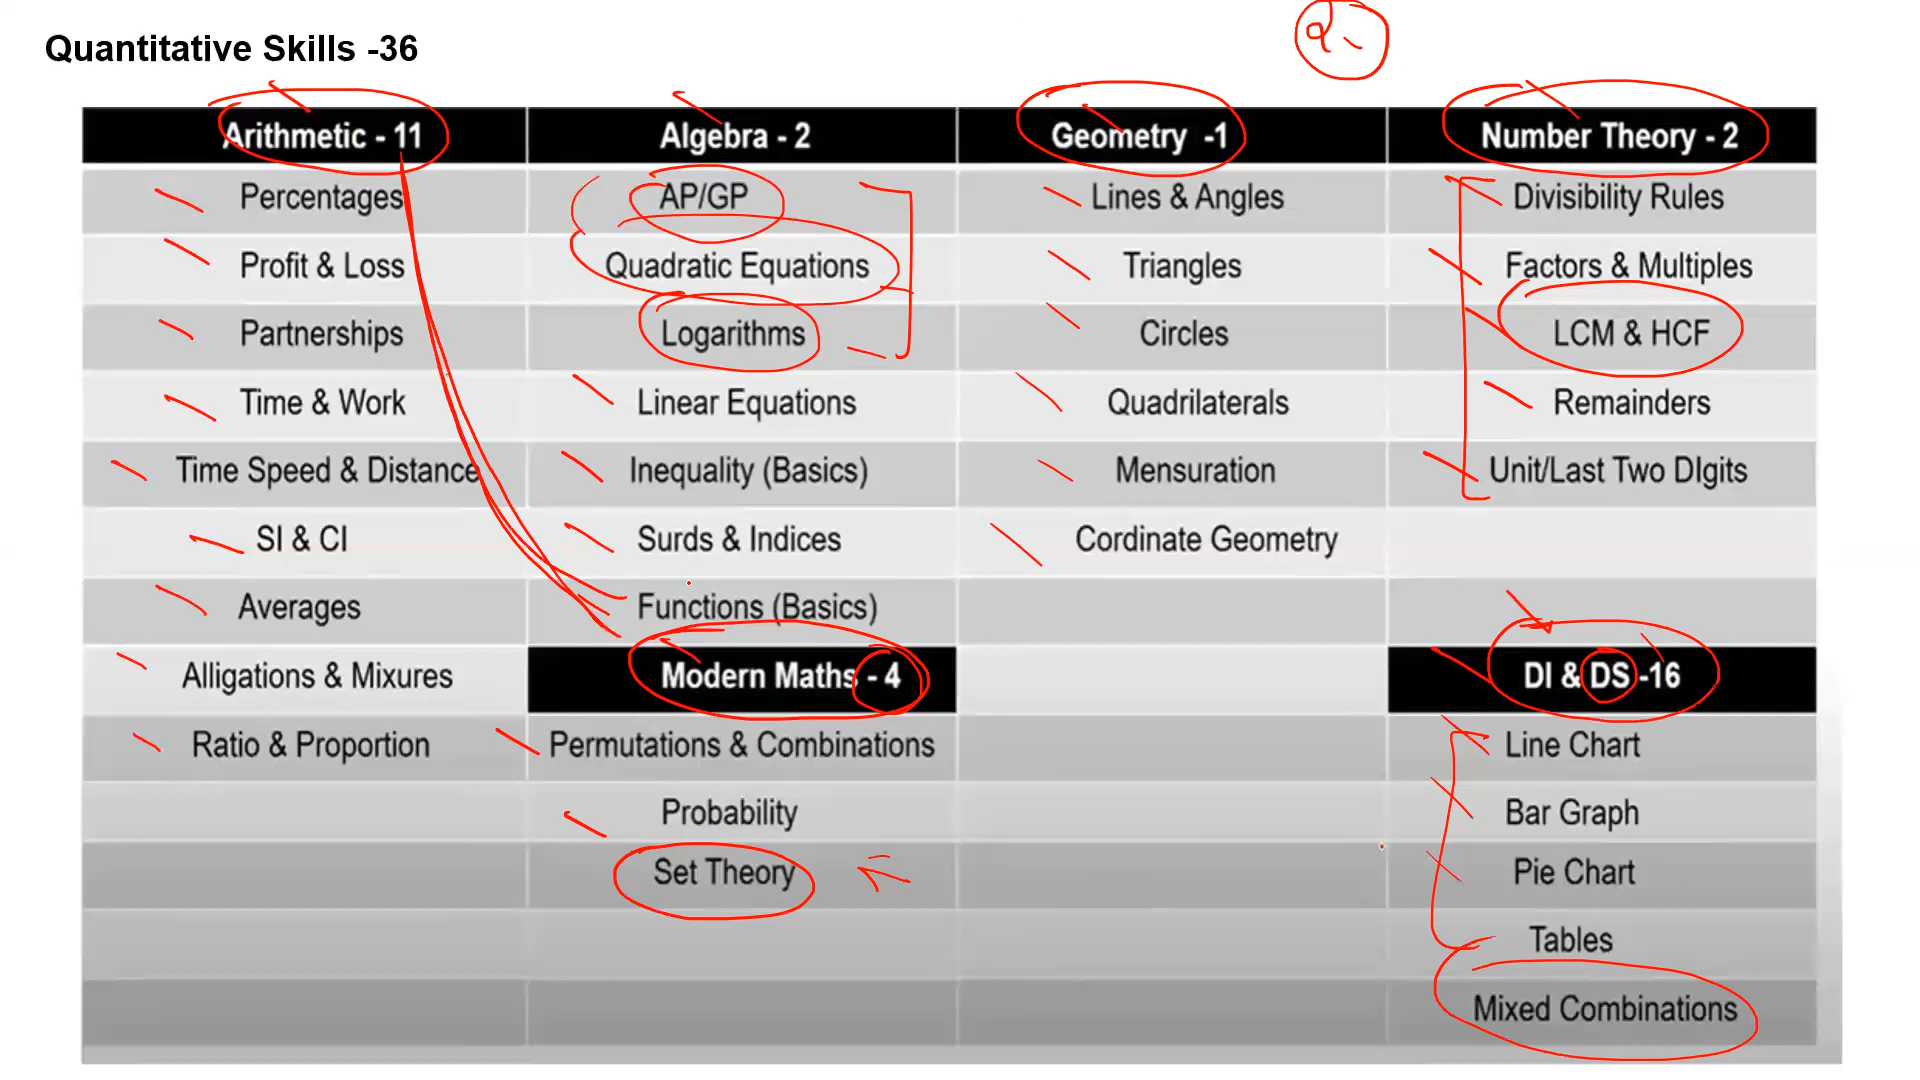 Quantitative Skills -36
Arithmetic - 11
Percentages
Profit & Loss
Partnerships
Time & Work
Time Speed & Distance
SI & CI
Averages
Alligations & Mixures
Ratio & Proportion
Algebra - 2
AP/GP
Quadratic Equations
Logarithms
Linear Equations
Inequality (Basics)
Surds & Indices
Functions (Basics)
Modern Maths - 4
Permutations & Combinations
Probability
Set Theory
Geometry -1
Lines & Angles
Triangles
Circles
Quadrilaterals
Mensuration
Cordinate Geometry
Number Theory - 2
Divisibility Rules
Factors & Multiples
LCM & HCF
Remainders
Unit/Last Two DIgits
DI & DS -16
Line Chart
Bar Graph
Pie Chart
Tables
Mixed Combinations